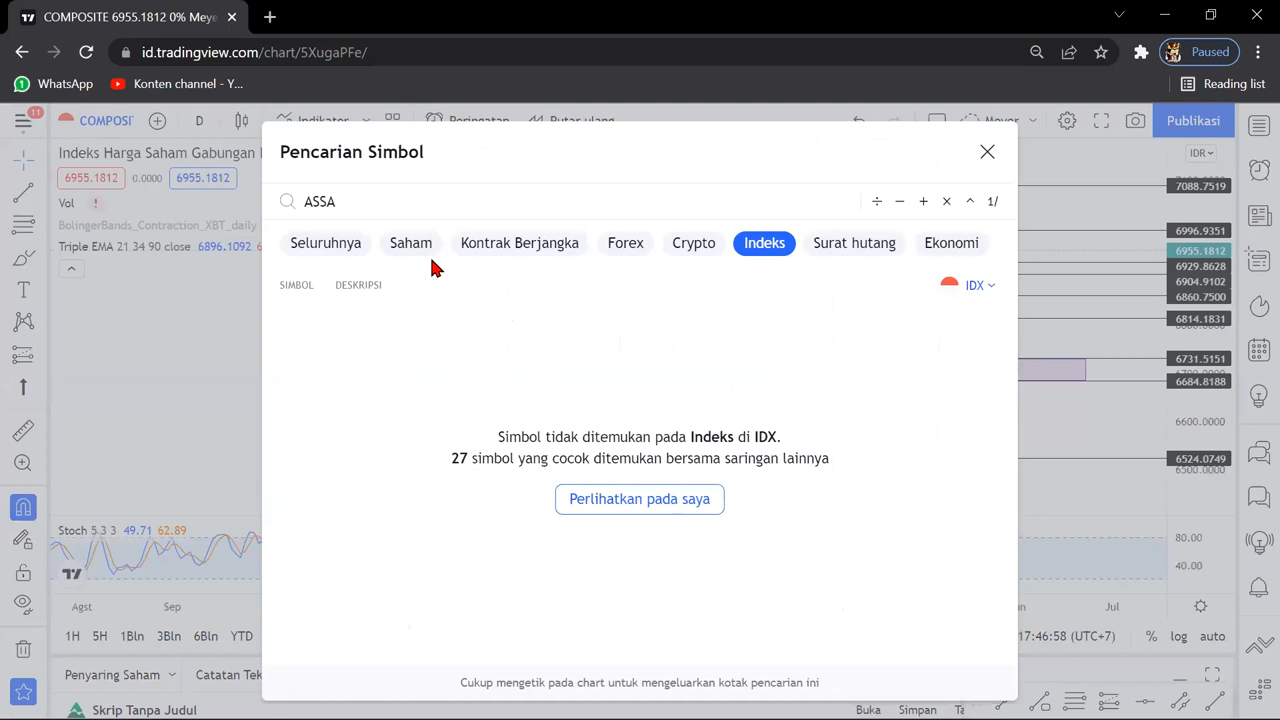 COMPOSITE 6955.1812 0% Meye
id.tradingview.com/chart/5XugaPFe/
Paused
WhatsApp
Konten channel - Y...
Reading list
11
COMPOSI
D
Indikator
Peringatan
Putar ulang
Meyer
Publikasi
Indeks Harga Saham Gabungan
IDR
6955.1812
0.0000
6955.1812
Vol
BolingerBands_Contraction_XBT_daily
Triple EMA 21 34 90 close 6896.1092 6
Pencarian Simbol
ASSA
÷ − + × ^ 1/
Seluruhnya
Saham
Kontrak Berjangka
Forex
Crypto
Indeks
Surat hutang
Ekonomi
SIMBOL
DESKRIPSI
IDX
Simbol tidak ditemukan pada Indeks di IDX.
27 simbol yang cocok ditemukan bersama saringan lainnya
Perlihatkan pada saya
Cukup mengetik pada chart untuk mengeluarkan kotak pencarian ini
7088.7519
6996.9351
6955.1812
6929.8628
6904.9102
6860.7500
6814.1831
6731.5151
6684.8188
6600.0000
6524.0749
6500.0000
Stoch 5 3 3 49.71 62.89
80.00
40.00
Agst
Sep
Jul
1H
5H
1Bln
3Bln
6Bln
YTD
17:46:58 (UTC+7)
%
log
auto
Penyaring Saham
Catatan Tek
Skrip Tanpa Judul
Buka
Simpan